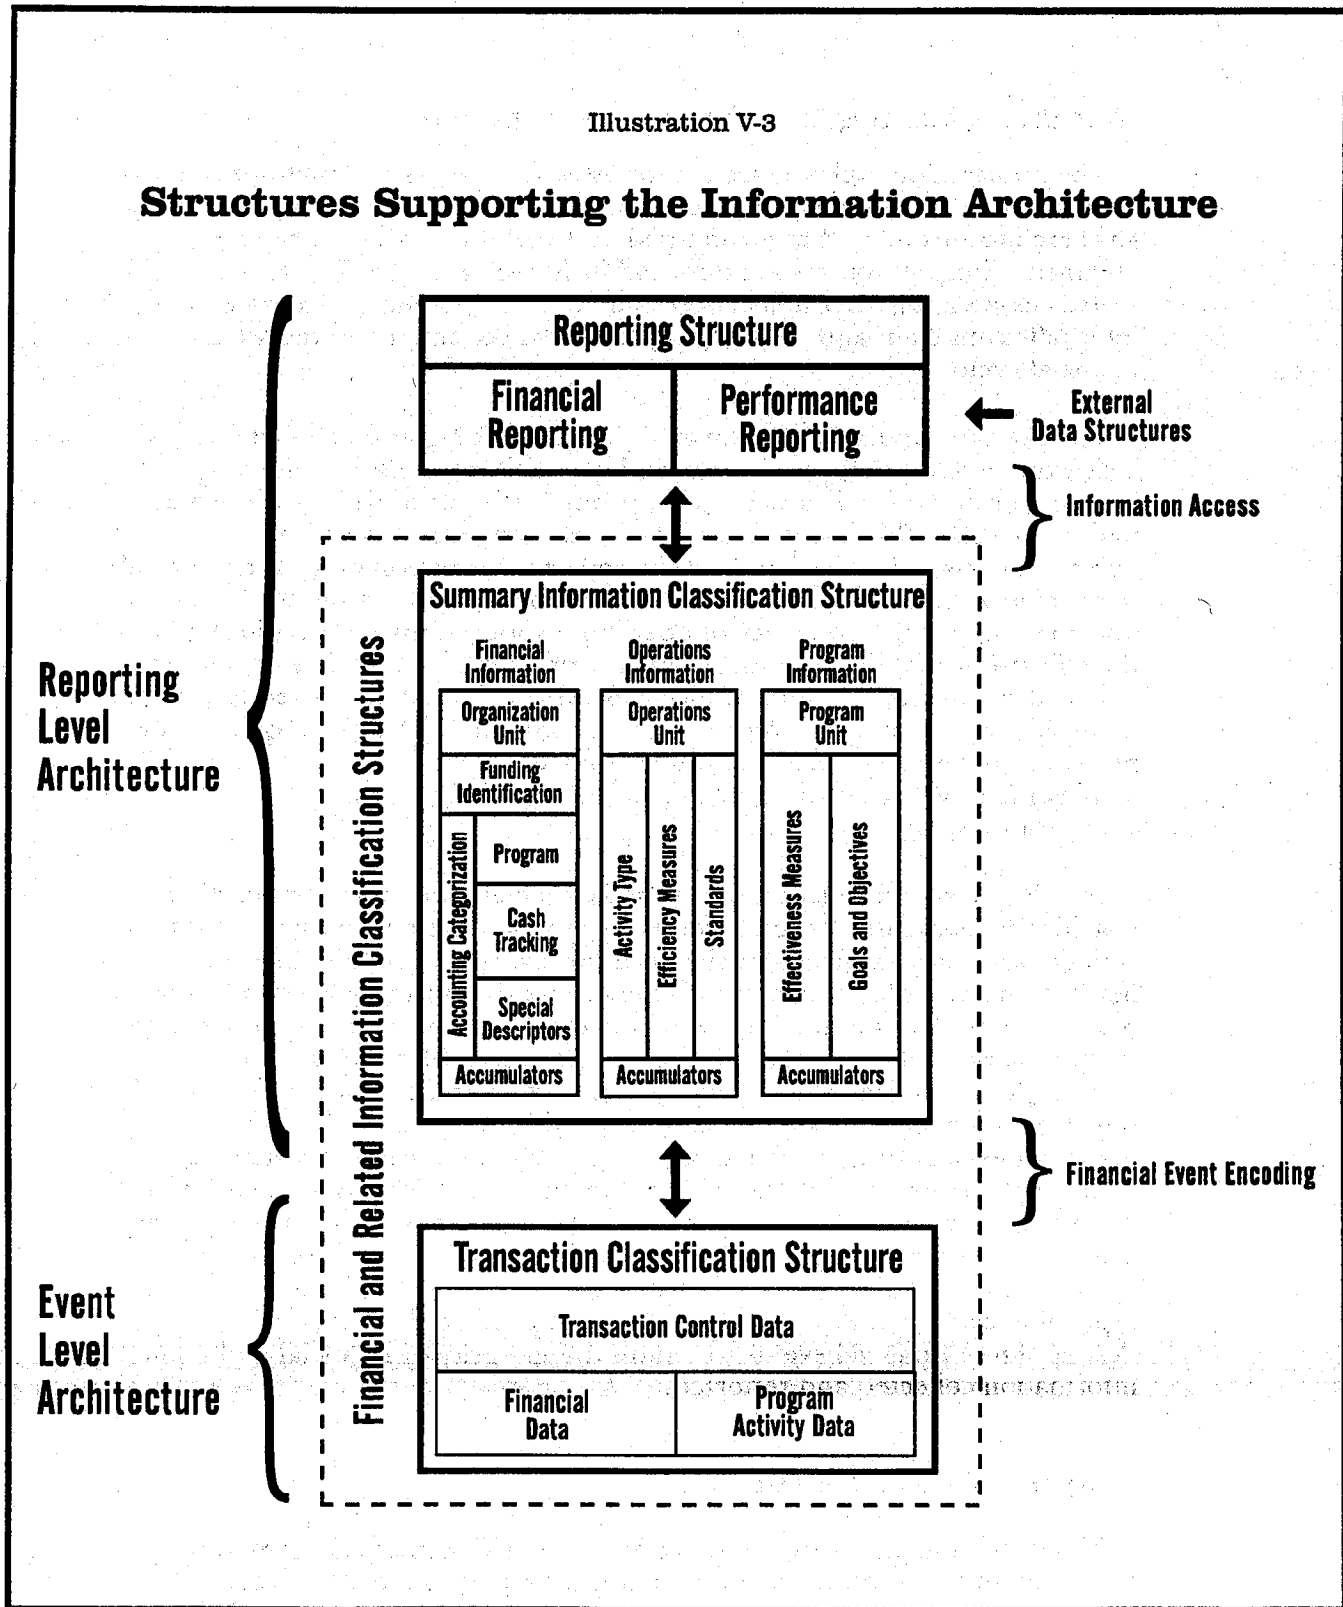 Illustration V-3
Structures Supporting the Information Architecture
Reporting Structure
Financial
Reporting
Performance
Reporting
External
Data Structures
Information Access
Reporting
Level
Architecture
Financial and Related Information Classification Structures
Summary Information Classification Structure
Financial
Information
Organization
Unit
Funding
Identification
Accounting Categorization
Program
Cash
Tracking
Special
Descriptors
Accumulators
Operations
Information
Operations
Unit
Activity Type
Efficiency Measures
Standards
Accumulators
Program
Information
Program
Unit
Effectiveness Measures
Goals and Objectives
Accumulators
Financial Event Encoding
Event
Level
Architecture
Transaction Classification Structure
Transaction Control Data
Financial
Data
Program
Activity Data